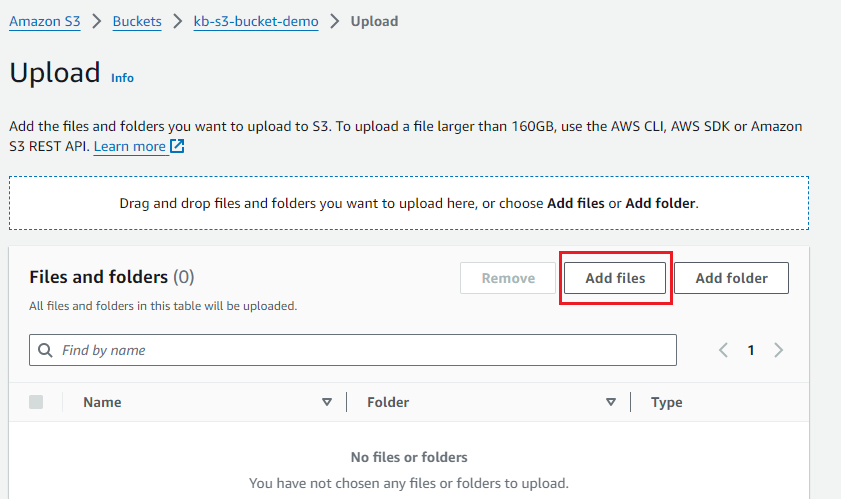 Amazon S3 > Buckets > kb-s3-bucket-demo > Upload
Upload Info
Add the files and folders you want to upload to S3. To upload a file larger than 160GB, use the AWS CLI, AWS SDK or Amazon
S3 REST API. Learn more
Drag and drop files and folders you want to upload here, or choose Add files or Add folder.
Files and folders (0) Remove Add files Add folder
All files and folders in this table will be uploaded.
Find by name < 1 >
Name Folder Type
No files or folders
You have not chosen any files or folders to upload.